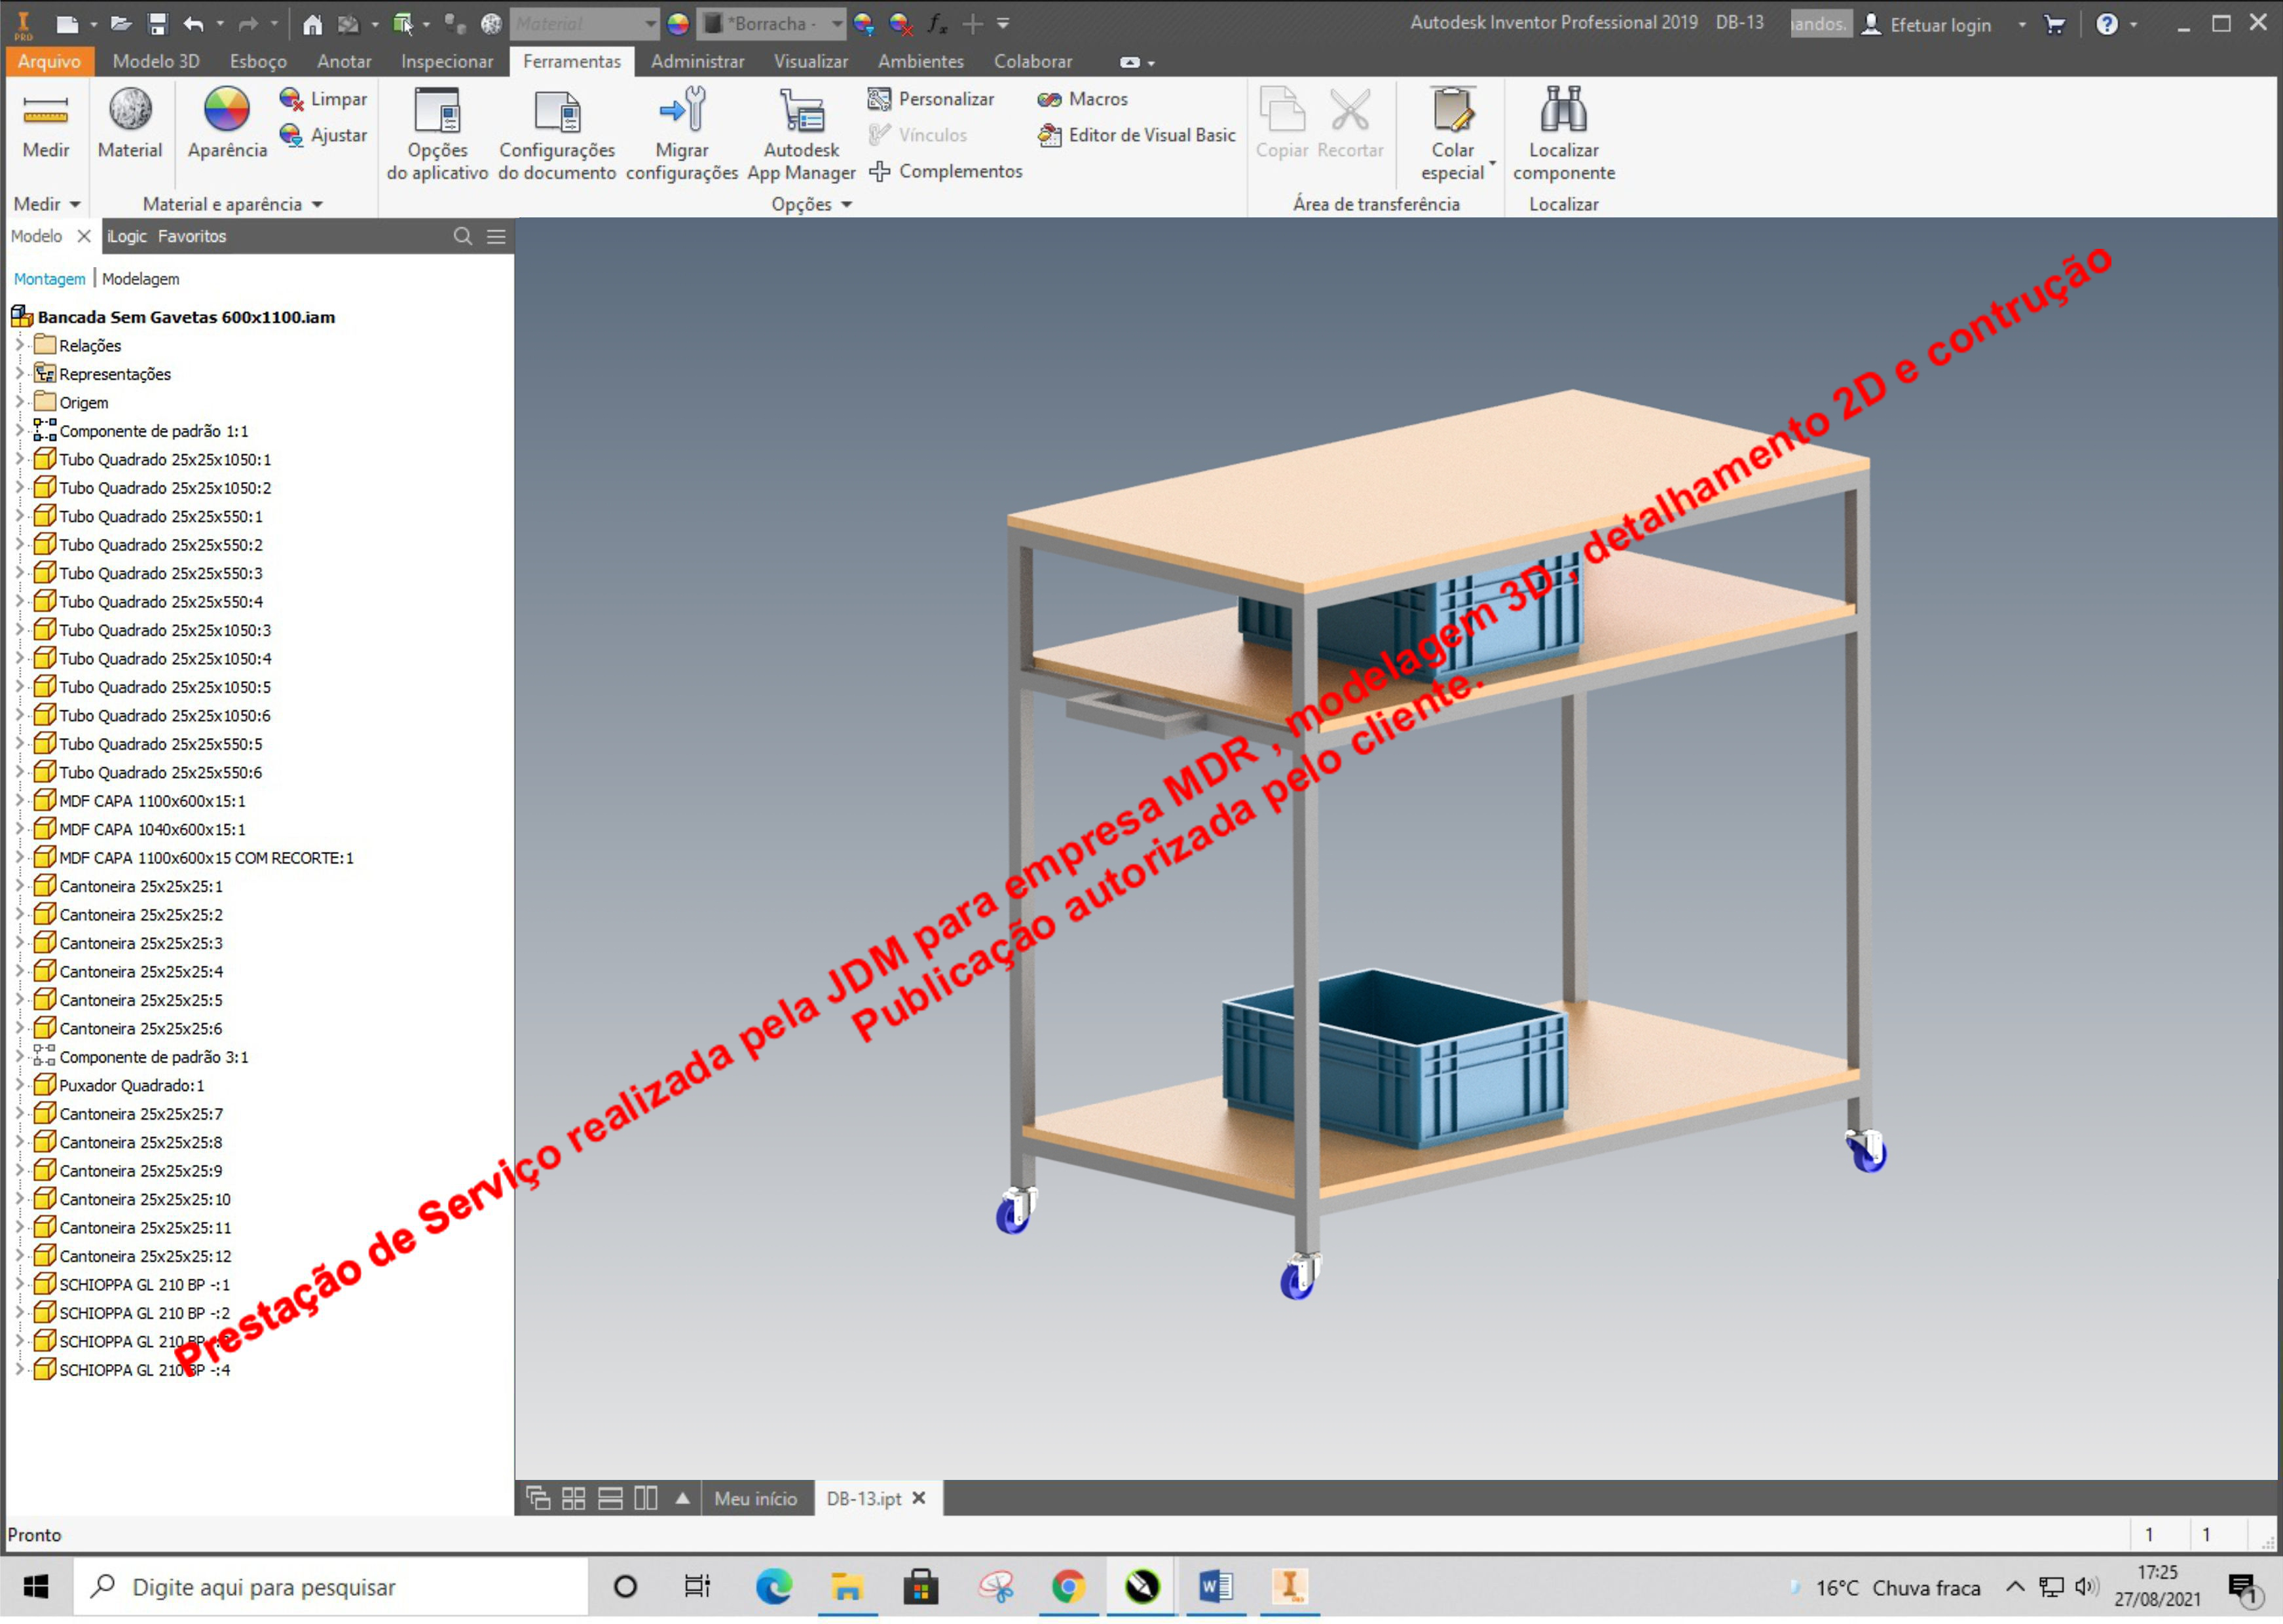 PRO
Material
*Borracha -
fx
Autodesk Inventor Professional 2019 DB-13
Efetuar login
Arquivo Modelo 3D Esboço Anotar Inspecionar Ferramentas Administrar Visualizar Ambientes Colaborar
Medir
Material
Aparência
Limpar
Ajustar
Opções do aplicativo
Configurações do documento
Migrar configurações
Autodesk App Manager
Personalizar
Vínculos
Complementos
Macros
Editor de Visual Basic
Copiar Recortar
Colar especial
Localizar componente
Medir
Material e aparência
Opções
Área de transferência
Localizar
Modelo iLogic Favoritos
Montagem | Modelagem
Bancada Sem Gavetas 600x1100.iam
Relações
Representações
Origem
Componente de padrão 1:1
Tubo Quadrado 25x25x1050:1
Tubo Quadrado 25x25x1050:2
Tubo Quadrado 25x25x550:1
Tubo Quadrado 25x25x550:2
Tubo Quadrado 25x25x550:3
Tubo Quadrado 25x25x550:4
Tubo Quadrado 25x25x1050:3
Tubo Quadrado 25x25x1050:4
Tubo Quadrado 25x25x1050:5
Tubo Quadrado 25x25x1050:6
Tubo Quadrado 25x25x550:5
Tubo Quadrado 25x25x550:6
MDF CAPA 1100x600x15:1
MDF CAPA 1040x600x15:1
MDF CAPA 1100x600x15 COM RECORTE:1
Cantoneira 25x25x25:1
Cantoneira 25x25x25:2
Cantoneira 25x25x25:3
Cantoneira 25x25x25:4
Cantoneira 25x25x25:5
Cantoneira 25x25x25:6
Componente de padrão 3:1
Puxador Quadrado:1
Cantoneira 25x25x25:7
Cantoneira 25x25x25:8
Cantoneira 25x25x25:9
Cantoneira 25x25x25:10
Cantoneira 25x25x25:11
Cantoneira 25x25x25:12
SCHIOPPA GL 210 BP -:1
SCHIOPPA GL 210 BP -:2
SCHIOPPA GL 210 BP
SCHIOPPA GL 210 BP -:4
Prestação de Serviço realizada pela JDM para empresa MDR , modelagem 3D , detalhamento 2D e contrução
Publicação autorizada pelo cliente.
Meu início DB-13.ipt
Pronto
1 1
Digite aqui para pesquisar
16°C Chuva fraca
17:25
27/08/2021
1